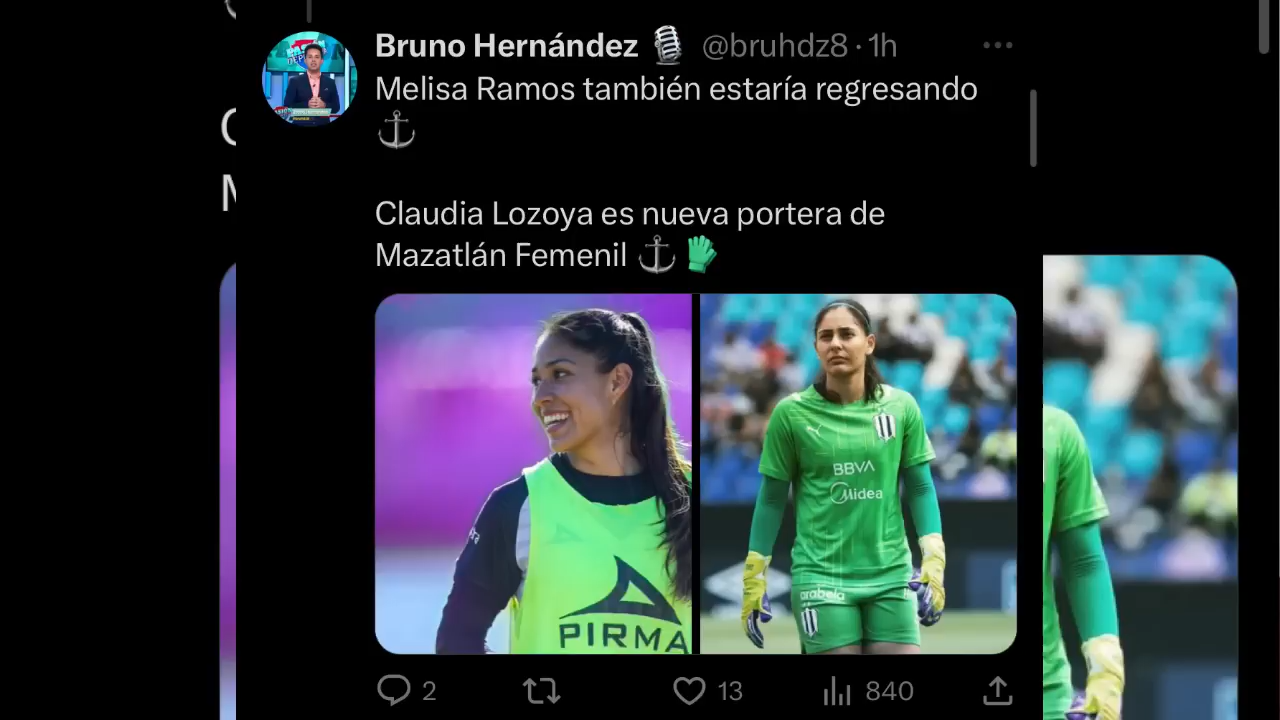 Bruno Hernández 🎙️ @bruhdz8 · 1h
Melisa Ramos también estaría regresando
⚓
Claudia Lozoya es nueva portera de
Mazatlán Femenil ⚓🧤
BBVA
Midea
arabela
PIRMA
2
13
840